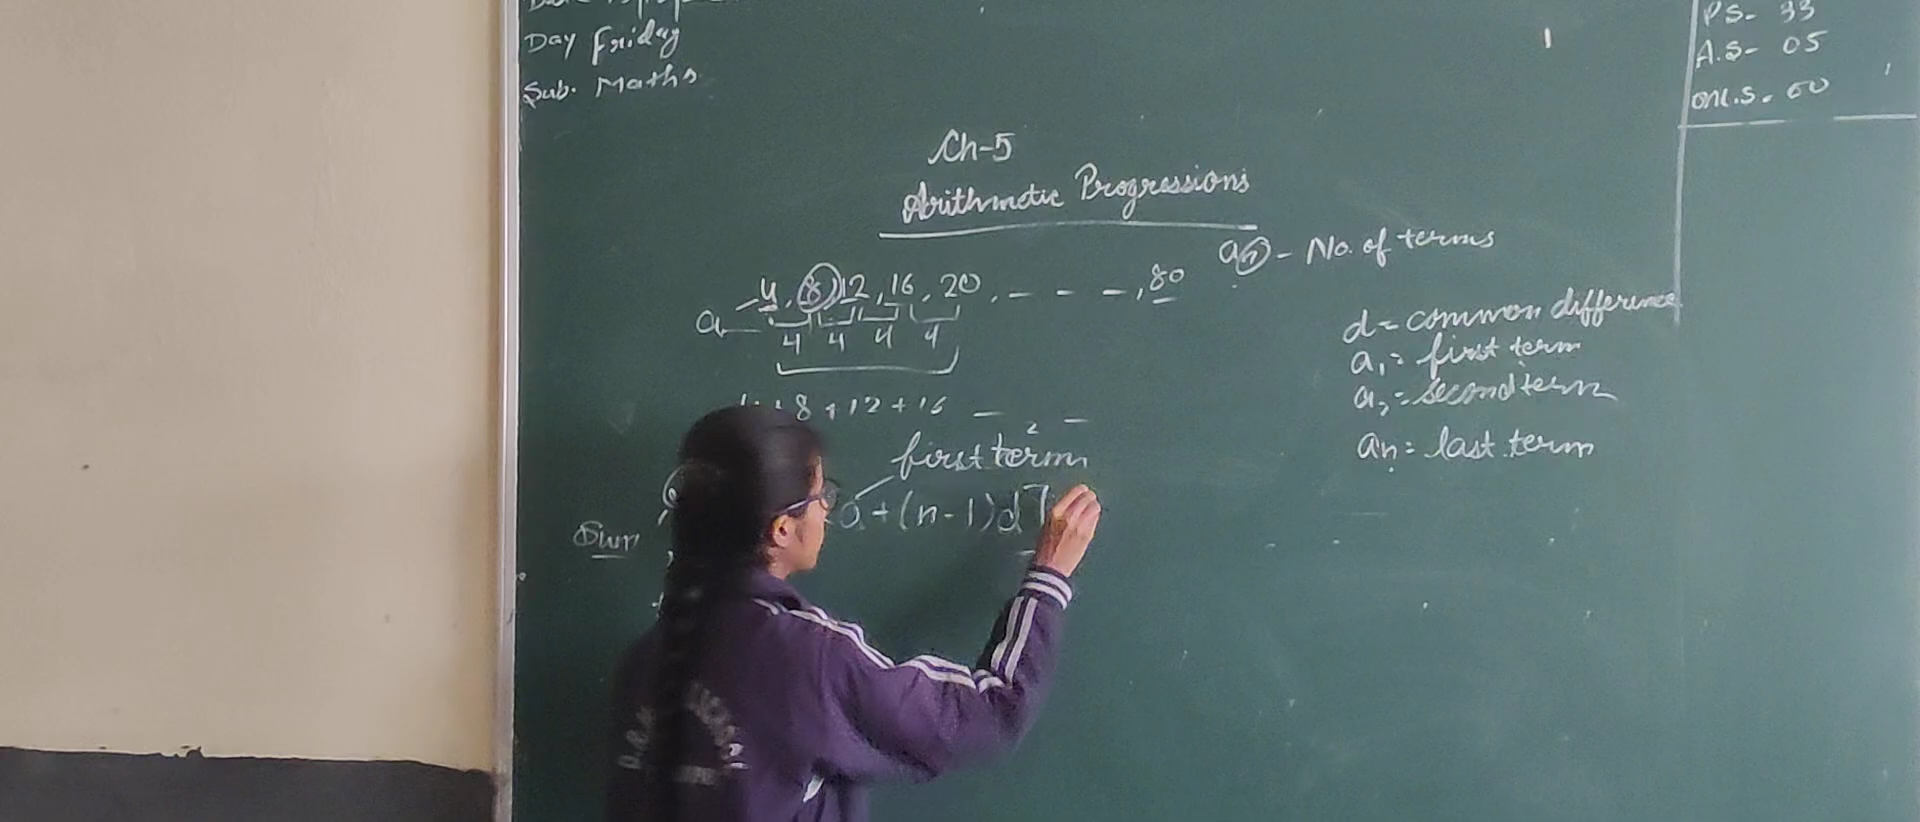 Day Friday
Sub. Maths
PS- 33
A.S- 05
Ch-5
Arithmetic Progressions
an - No. of terms
4, 8, 12, 16, 20, - - -, 80
a
4 4 4 4
d = common difference
a₁ = first term
a₂ = second term
an = last term
8 + 12 + 16 _ _
first term
a + (n-1)d]
Sum